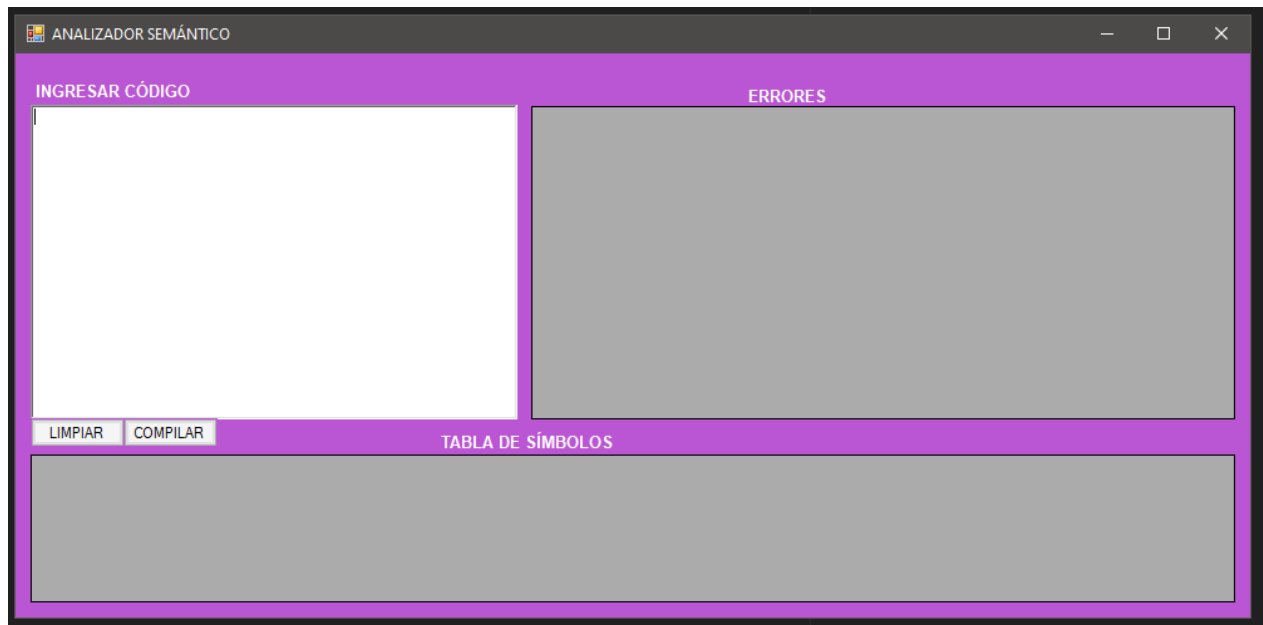 ANALIZADOR SEMÁNTICO
INGRESAR CÓDIGO
ERRORES
LIMPIAR
COMPILAR
TABLA DE SÍMBOLOS